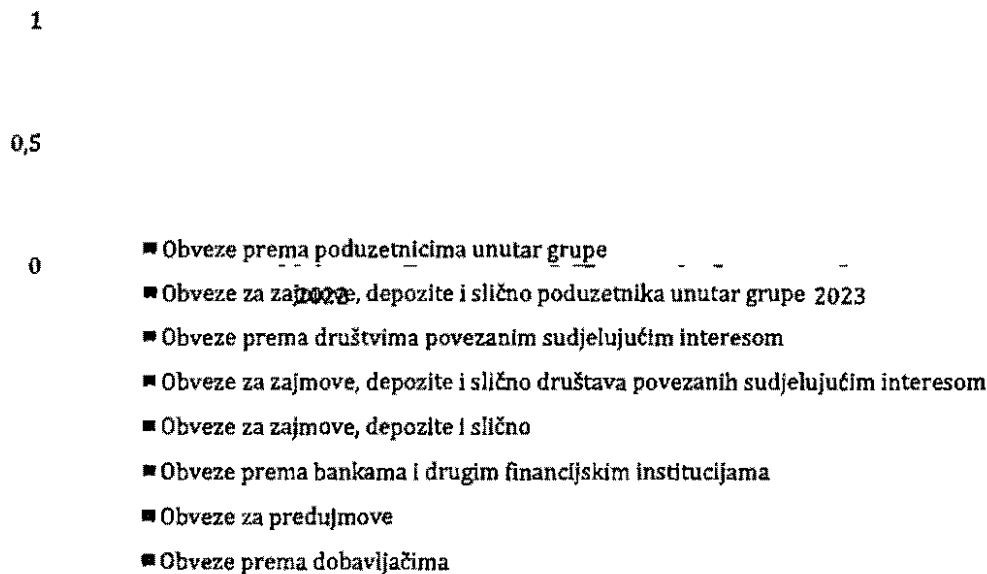 1
0,5
0
■ Obveze prema poduzetnicima unutar grupe
■ Obveze za zajmove, depozite i slično poduzetnika unutar grupe 2023
2022
■ Obveze prema društvima povezanim sudjelujućim interesom
■ Obveze za zajmove, depozite i slično društava povezanih sudjelujućim interesom
■ Obveze za zajmove, depozite i slično
■ Obveze prema bankama i drugim financijskim institucijama
■ Obveze za predujmove
■ Obveze prema dobavljačima